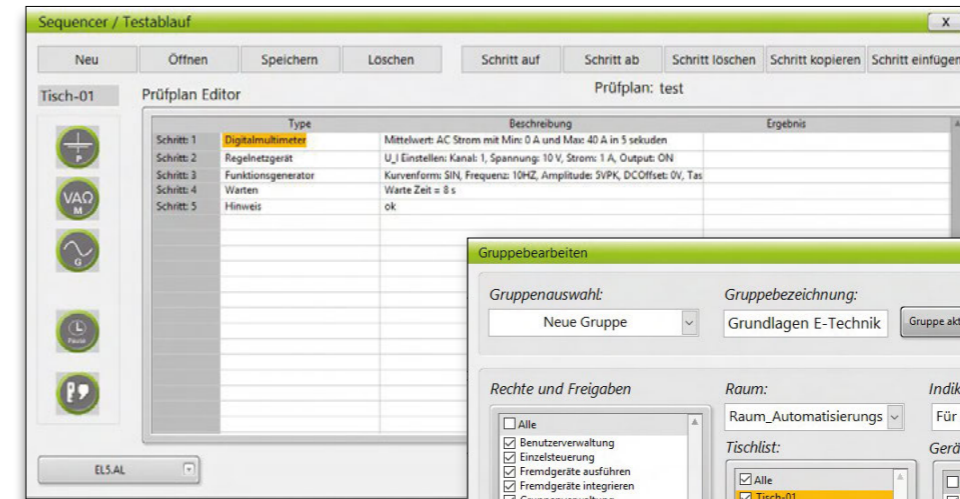 Sequencer / Testablauf
X
Neu Öffnen Speichern Löschen Schritt auf Schritt ab Schritt löschen Schritt kopieren Schritt einfügen
Tisch-01 Prüfplan Editor Prüfplan: test
Type Beschreibung Ergebnis
Schritt: 1 Digitalmultimeter Mittelwert: AC Strom mit Min: 0 A und Max: 40 A in 5 sekuden
Schritt: 2 Regelnetzgerät U_I Einstellen: Kanal: 1, Spannung: 10 V, Strom: 1 A, Output: ON
Schritt: 3 Funktionsgenerator Kurvenform: SIN, Frequenz: 10HZ, Amplitude: 5VPK, DCOffset: 0V, Tas
Schritt: 4 Warten Warte Zeit = 8 s
Schritt: 5 Hinweis ok
P
VAΩ
M
G
Pause
EL5.AL
Gruppebearbeiten
Gruppenauswahl: Gruppebezeichnung:
Neue Gruppe Grundlagen E-Technik Gruppe akt
Rechte und Freigaben Raum: Indik
Raum_Automatisierungs Für
Alle
Benutzerverwaltung
Einzelsteuerung
Fremdgeräte ausführen
Fremdgeräte integrieren
Gruppenverwaltung
Tischlist: Gerä
Alle
Tisch-01